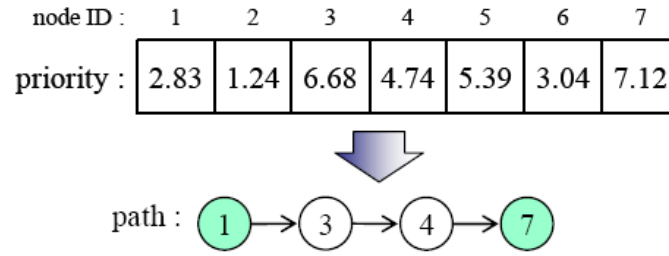 node ID : 1 2 3 4 5 6 7
priority : 2.83 1.24 6.68 4.74 5.39 3.04 7.12
path : 1 3 4 7